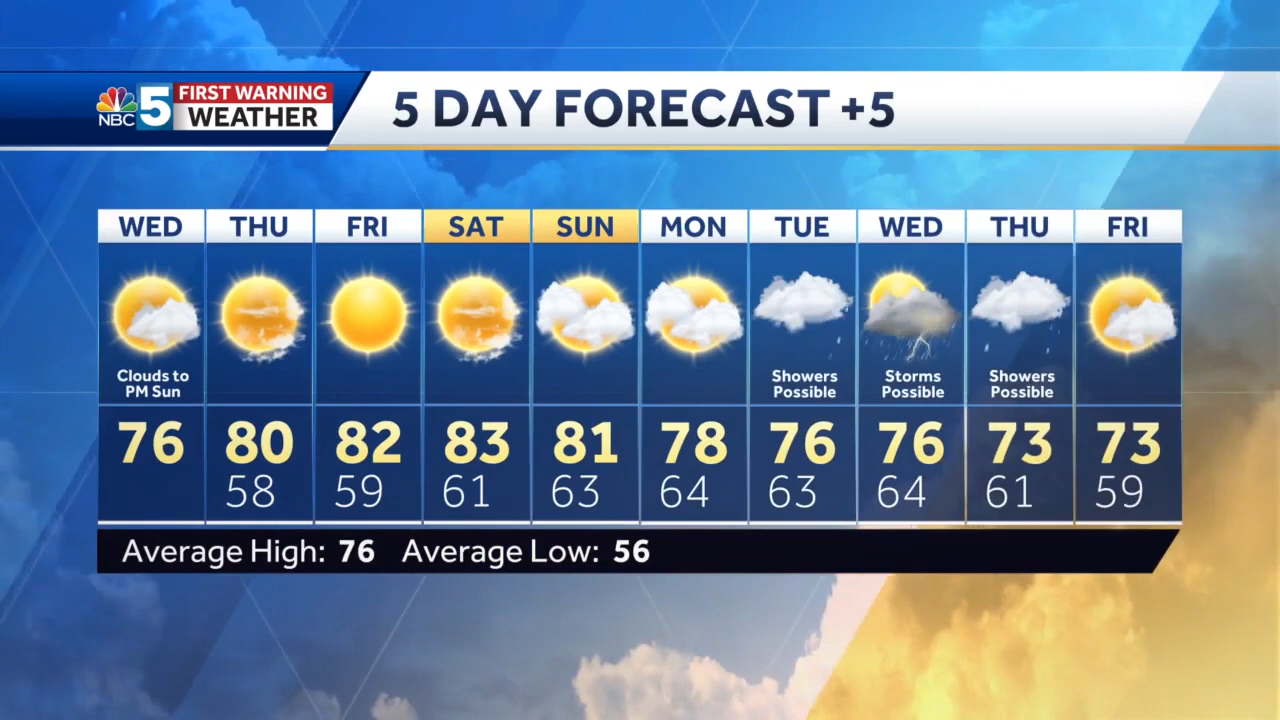 NBC 5 FIRST WARNING
WEATHER
5 DAY FORECAST +5
WED THU FRI SAT SUN MON TUE WED THU FRI
Clouds to PM Sun
Showers Possible
Storms Possible
Showers Possible
76 80 82 83 81 78 76 76 73 73
58 59 61 63 64 63 64 61 59
Average High: 76 Average Low: 56